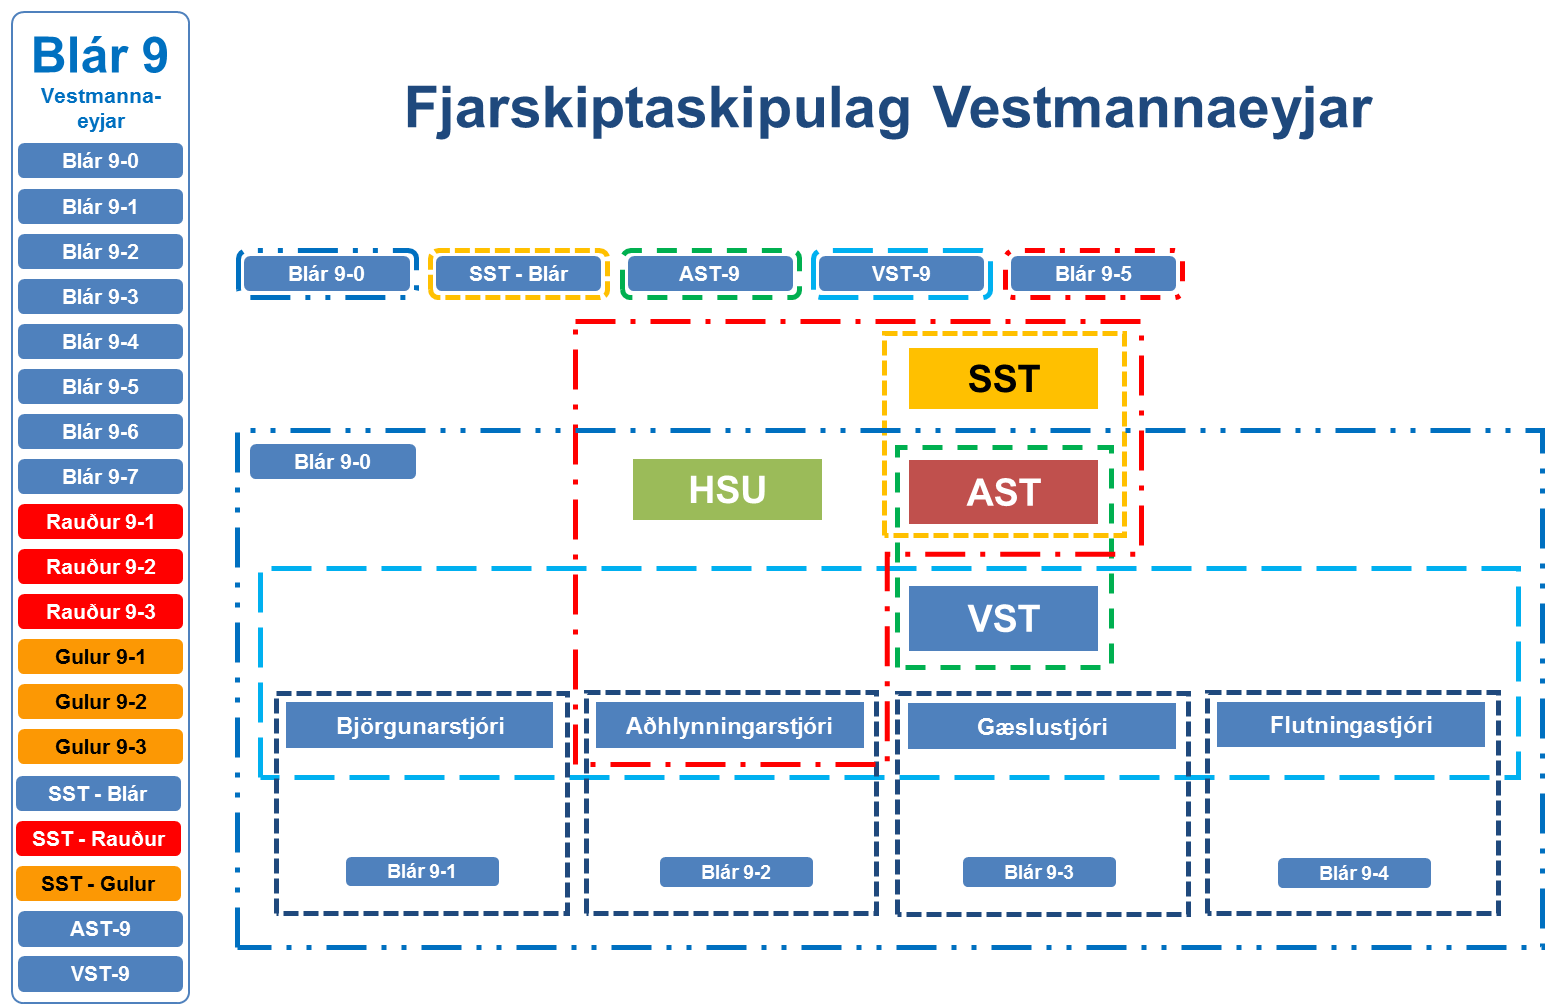 Blár 9
Vestmanna-
eyjar
Blár 9-0
Blár 9-1
Blár 9-2
Blár 9-3
Blár 9-4
Blár 9-5
Blár 9-6
Blár 9-7
Rauður 9-1
Rauður 9-2
Rauður 9-3
Gulur 9-1
Gulur 9-2
Gulur 9-3
SST - Blár
SST - Rauður
SST - Gulur
AST-9
VST-9
Fjarskiptaskipulag Vestmannaeyjar
Blár 9-0
SST - Blár
AST-9
VST-9
Blár 9-5
SST
Blár 9-0
HSU
AST
VST
Björgunarstjóri
Aðhlynningarstjóri
Gæslustjóri
Flutningastjóri
Blár 9-1
Blár 9-2
Blár 9-3
Blár 9-4